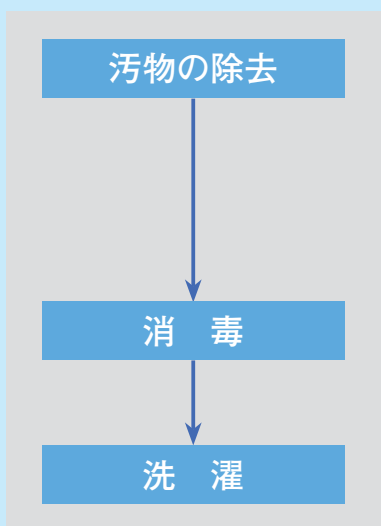 汚物の除去
消　毒
洗　濯